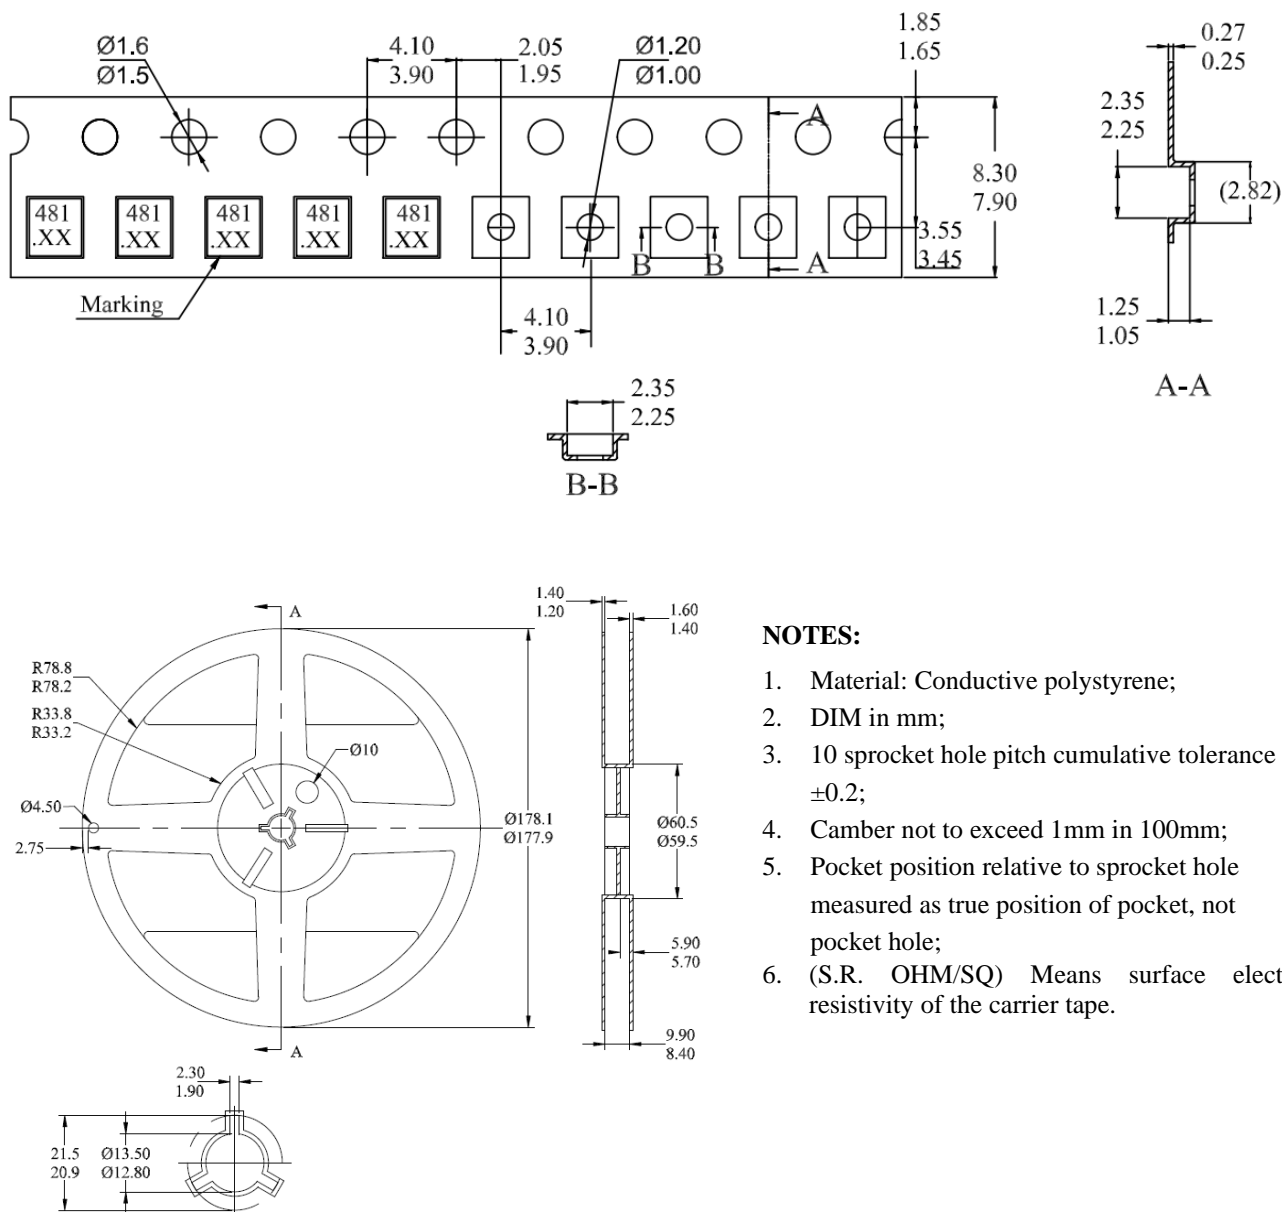 1.85
1.65
0.27
0.25
Ø1.6
Ø1.5
4.10
3.90
2.05
1.95
Ø1.20
Ø1.00
A
2.35
2.25
8.30
7.90
(2.82)
481
.XX
481
.XX
481
.XX
481
.XX
481
.XX
3.55
3.45
B
B
A
Marking
4.10
3.90
1.25
1.05
A-A
2.35
2.25
B-B
A
1.40
1.20
1.60
1.40
R78.8
R78.2
R33.8
R33.2
Ø10
Ø4.50
2.75
Ø178.1
Ø177.9
Ø60.5
Ø59.5
5.90
5.70
9.90
8.40
A
2.30
1.90
21.5
20.9
Ø13.50
Ø12.80
NOTES:
1. Material: Conductive polystyrene;
2. DIM in mm;
3. 10 sprocket hole pitch cumulative tolerance
±0.2;
4. Camber not to exceed 1mm in 100mm;
5. Pocket position relative to sprocket hole
measured as true position of pocket, not
pocket hole;
6. (S.R. OHM/SQ) Means surface elect
resistivity of the carrier tape.